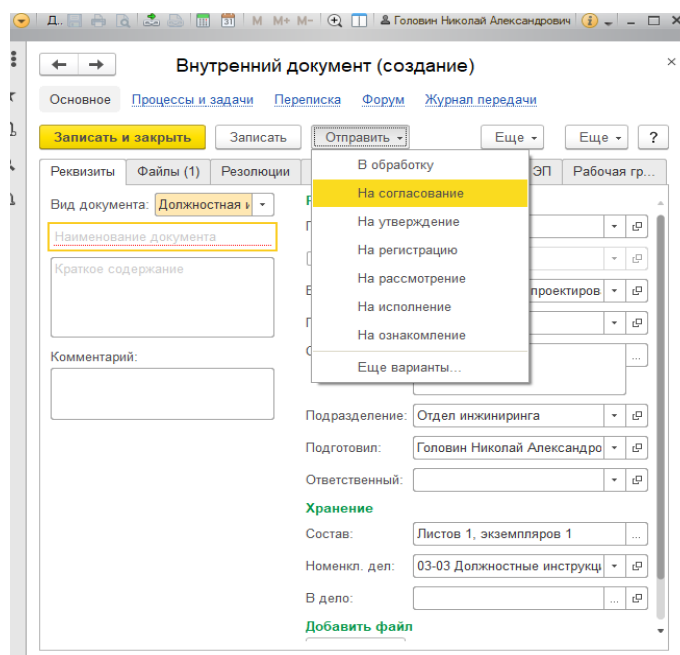 Д.. M M+ M- Головин Николай Александрович
Внутренний документ (создание)
Основное Процессы и задачи Переписка Форум Журнал передачи
Записать и закрыть Записать Отправить Еще Еще ?
Реквизиты Файлы (1) Резолюции ЭП Рабочая гр...
В обработку
На согласование
На утверждение
На регистрацию
На рассмотрение
На исполнение
На ознакомление
Еще варианты...
Вид документа: Должностная
Наименование документа
Краткое содержание
Комментарий:
Подразделение: Отдел инжиниринга
Подготовил: Головин Николай Алексанро
Ответственный:
Хранение
Состав: Листов 1, экземпляров 1 ...
Номенкл. дел: 03-03 Должностные инструкц
В дело: ...
Добавить файл